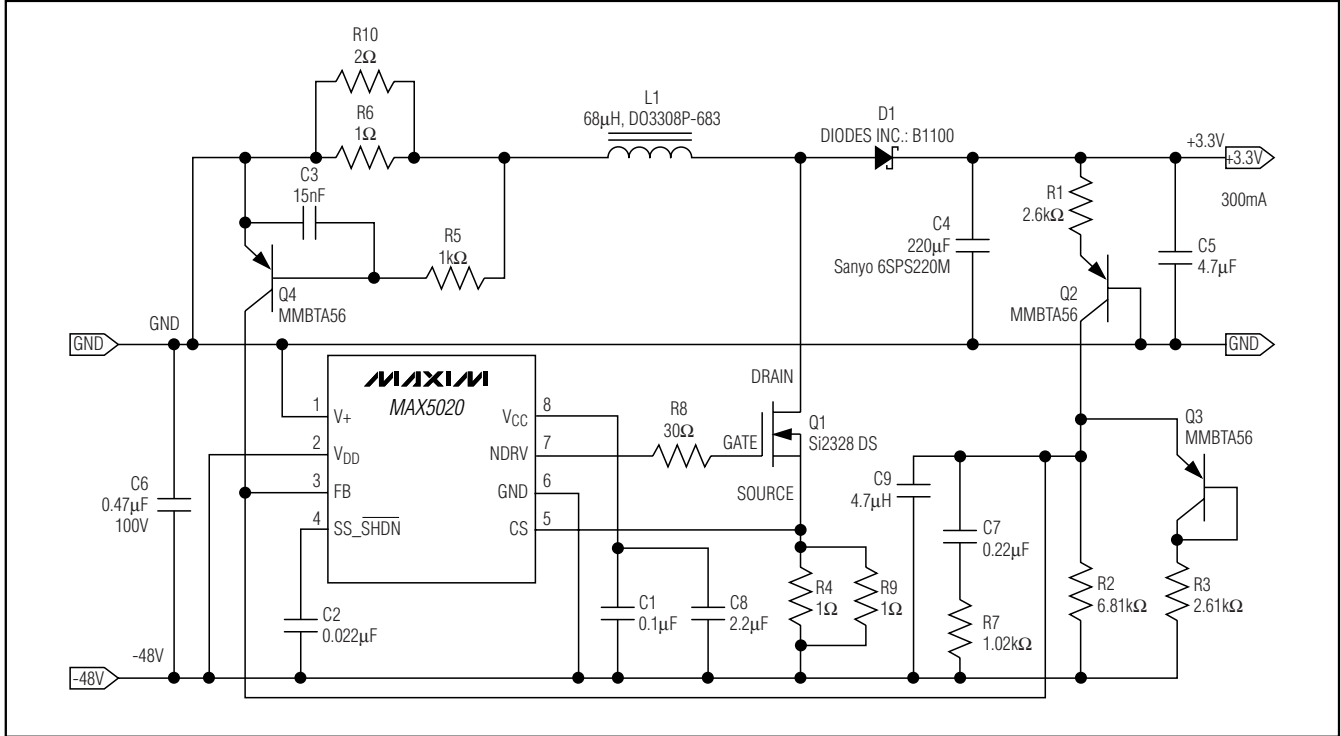 R10
2Ω
R6
1Ω
C3
15nF
R5
1kΩ
Q4
MMBTA56
L1
68µH, DO3308P-683
D1
DIODES INC.: B1100
+3.3V
+3.3V
300mA
R1
2.6kΩ
C4
220µF
Sanyo 6SPS220M
C5
4.7µF
Q2
MMBTA56
GND
GND
GND
MAXIM
MAX5020
1
V+
2
VDD
3
FB
4
SS_SHDN
8
VCC
7
NDRV
6
GND
5
CS
R8
30Ω
DRAIN
GATE
Q1
Si2328 DS
SOURCE
Q3
MMBTA56
C6
0.47µF
100V
C2
0.022µF
C1
0.1µF
C8
2.2µF
R4
1Ω
R9
1Ω
C9
4.7µH
C7
0.22µF
R7
1.02kΩ
R2
6.81kΩ
R3
2.61kΩ
-48V
-48V